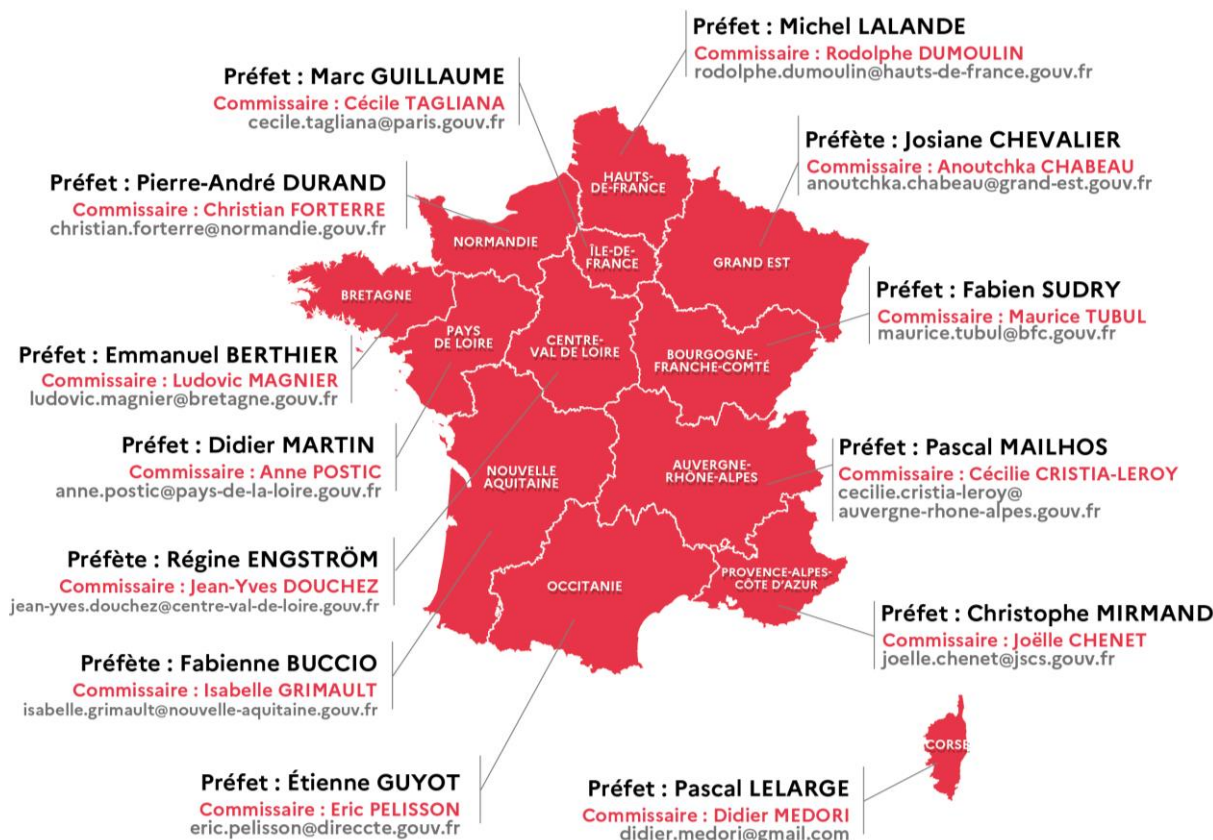 Préfet : Michel LALANDE
Commissaire : Rodolphe DUMOULIN
rodolphe.dumoulin@hauts-de-france.gouv.fr
Préfet : Marc GUILLAUME
Commissaire : Cécile TAGLIANA
cecile.tagliana@paris.gouv.fr
Préfète : Josiane CHEVALIER
Commissaire : Anoutchka CHABEAU
anoutchka.chabeau@grand-est.gouv.fr
Préfet : Pierre-André DURAND
Commissaire : Christian FORTERRE
christian.forterre@normandie.gouv.fr
HAUTS-
DE-FRANCE
NORMANDIE
ÎLE-DE-
FRANCE
GRAND EST
BRETAGNE
PAYS
DE LOIRE
CENTRE-
VAL DE LOIRE
BOURGOGNE-
FRANCHE-COMTÉ
Préfet : Fabien SUDRY
Commissaire : Maurice TUBUL
maurice.tubul@bfc.gouv.fr
Préfet : Emmanuel BERTHIER
Commissaire : Ludovic MAGNIER
ludovic.magnier@bretagne.gouv.fr
Préfet : Didier MARTIN
Commissaire : Anne POSTIC
anne.postic@pays-de-la-loire.gouv.fr
NOUVELLE
AQUITAINE
AUVERGNE-
RHÔNE-ALPES
Préfet : Pascal MAILHOS
Commissaire : Cécilie CRISTIA-LEROY
cecilie.cristia-leroy@
auvergne-rhone-alpes.gouv.fr
Préfète : Régine ENGSTRÖM
Commissaire : Jean-Yves DOUCHEZ
jean-yves.douchez@centre-val-de-loire.gouv.fr
OCCITANIE
PROVENCE-ALPES-
CÔTE D'AZUR
Préfet : Christophe MIRMAND
Commissaire : Joëlle CHENET
joelle.chenet@jscs.gouv.fr
Préfète : Fabienne BUCCIO
Commissaire : Isabelle GRIMAULT
isabelle.grimault@nouvelle-aquitaine.gouv.fr
CORSE
Préfet : Étienne GUYOT
Commissaire : Eric PELISSON
eric.pelisson@direccte.gouv.fr
Préfet : Pascal LELARGE
Commissaire : Didier MEDORI
didier.medori@gmail.com